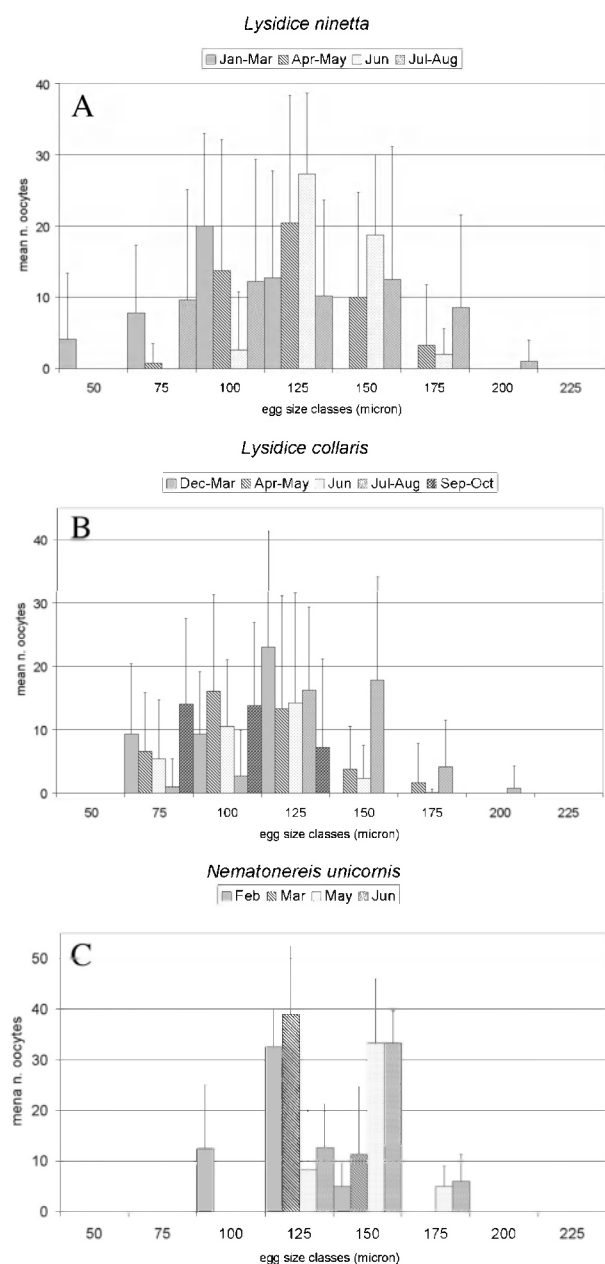 Lysidice ninetta
Jan-Mar Apr-May Jun Jul-Aug
A
40
30
20
10
0
mean n. oocytes
50 75 100 125 150 175 200 225
egg size classes (micron)
Lysidice collaris
Dec-Mar Apr-May Jun Jul-Aug Sep-Oct
B
40
30
20
10
0
mean n. oocytes
50 75 100 125 150 175 200 225
egg size classes (micron)
Nematonereis unicornis
Feb Mar May Jun
C
50
40
30
20
10
0
mena n. oocytes
50 75 100 125 150 175 200 225
egg size classes (micron)